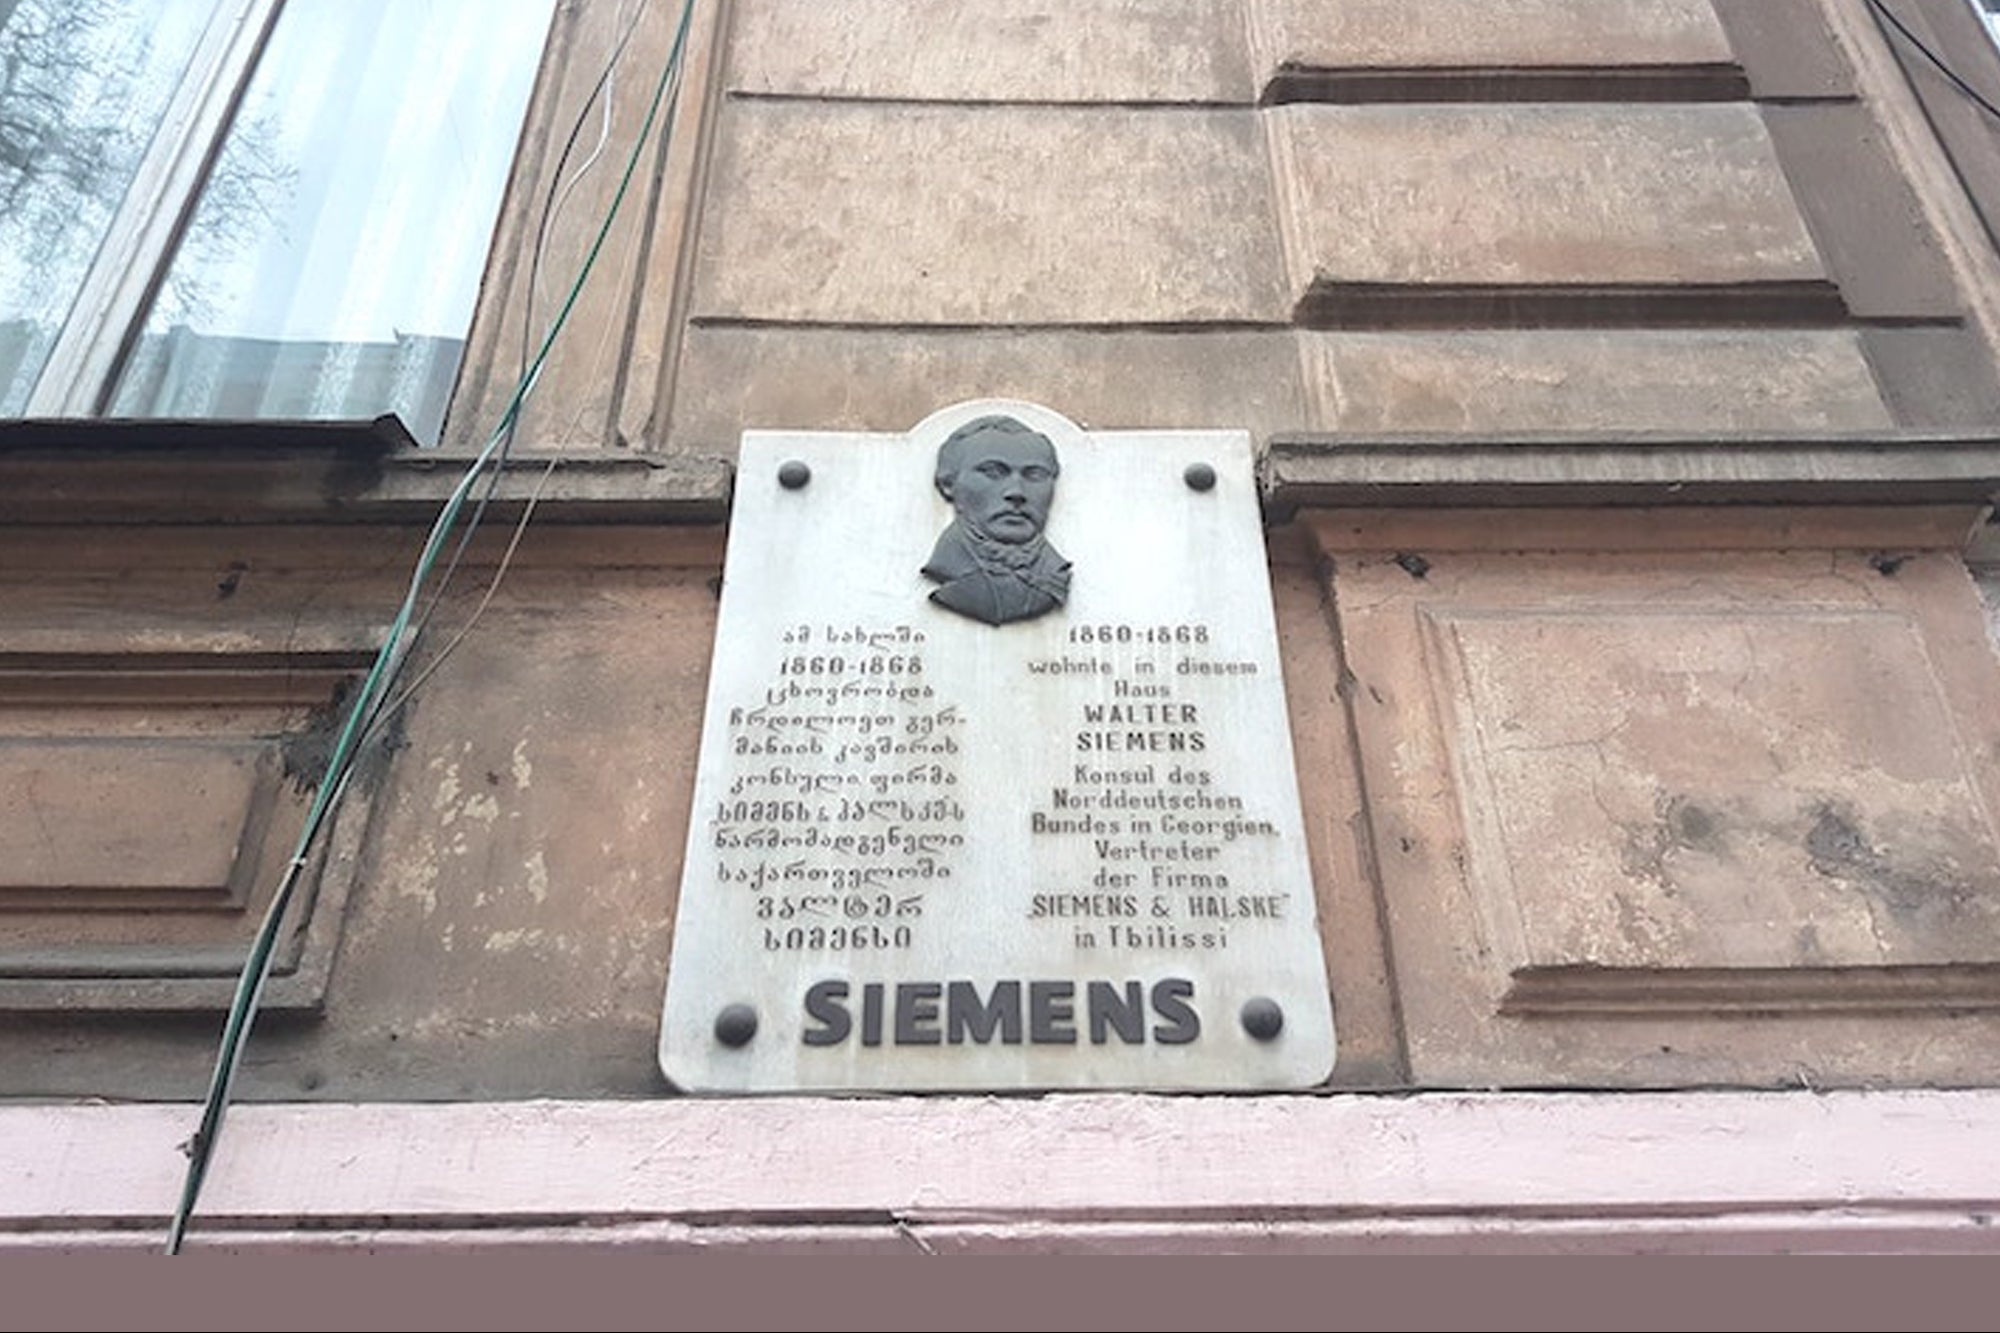 ამ სახლში
1860-1868
ცხოვრობდა
ჩრდილოეთ გერ-
მანიის კავშირის
კონსული ფირმა
„სიმენს & ჰალსკე“-ს
წარმომადგენელი
საქართველოში
ვალტერ
სიმენსი
1860-1868
wohnte in diesem
Haus
WALTER
SIEMENS
Konsul des
Norddeutschen
Bundes in Georgien,
Vertreter
der Firma
„SIEMENS & HALSKE“
in Tbilissi
SIEMENS